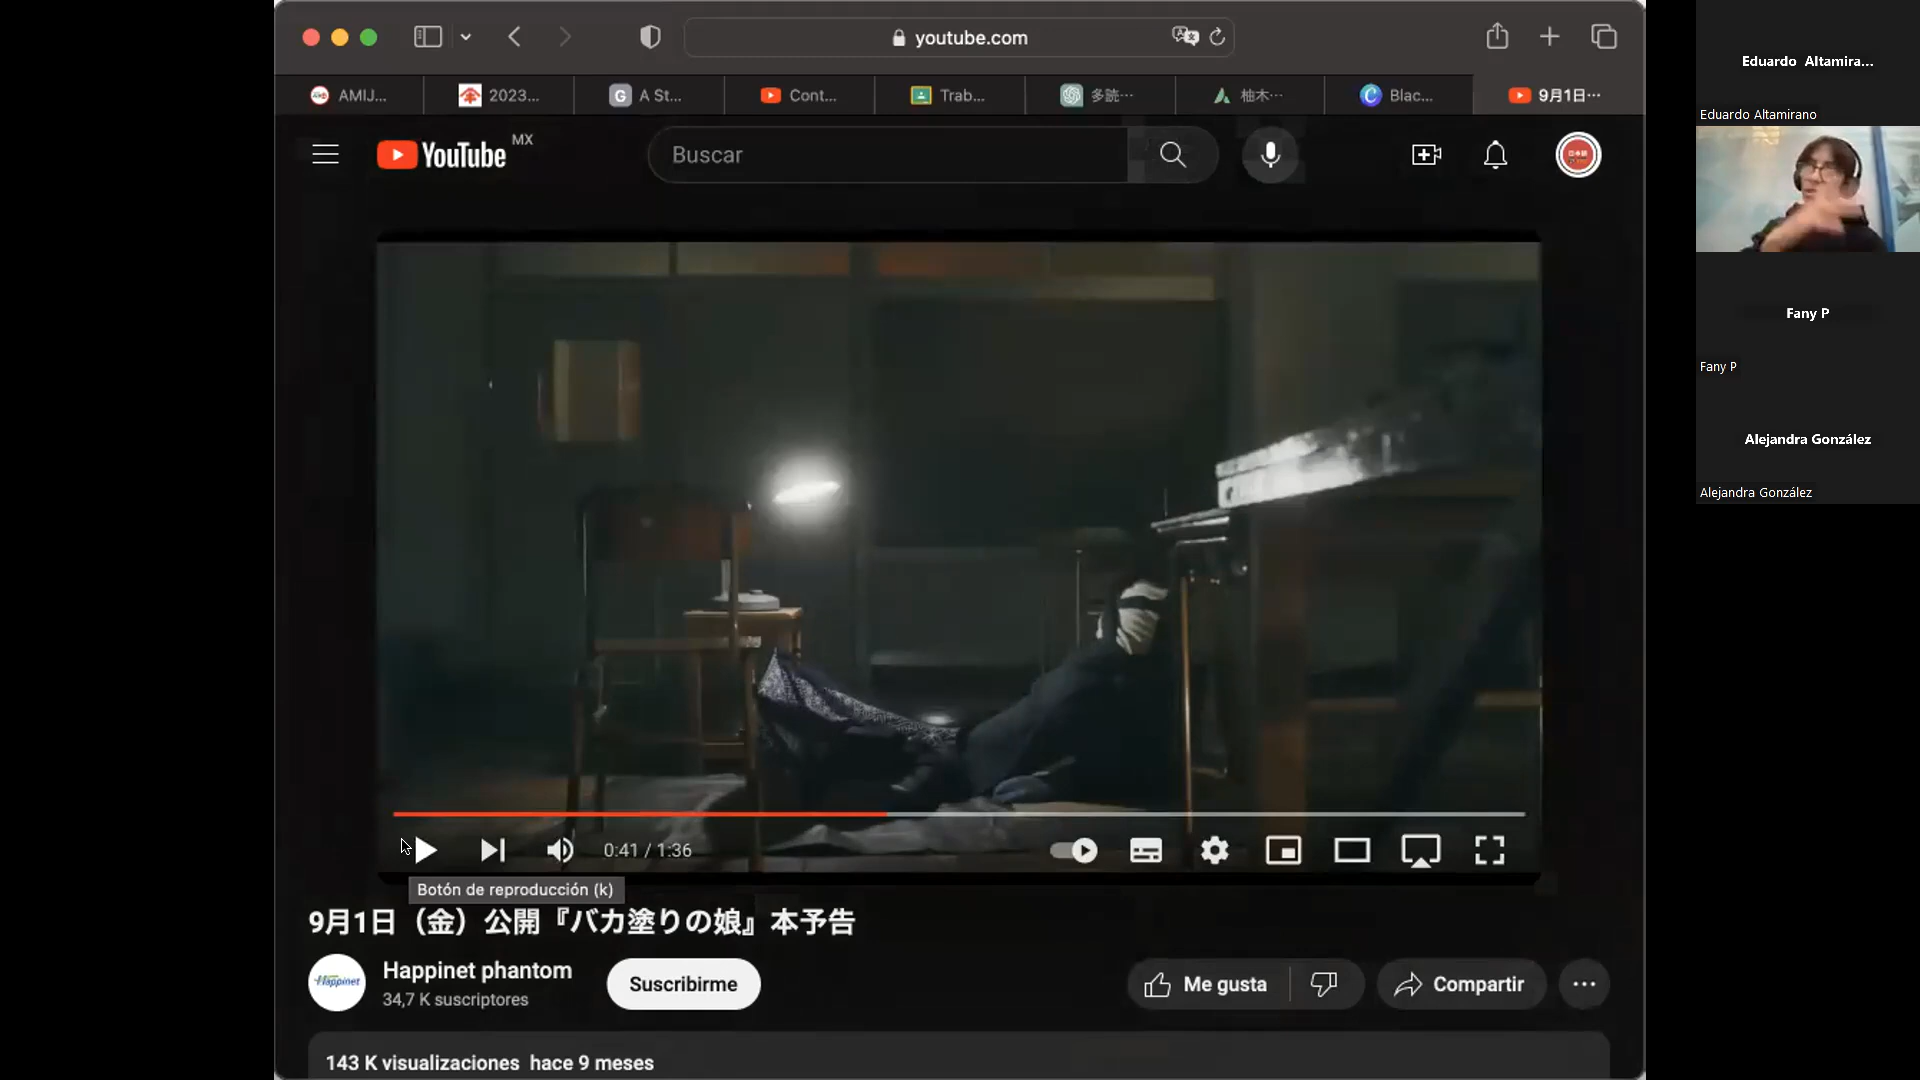 youtube.com
AMIJ...
2023...
A St...
Cont...
Trab...
多読…
柚木…
Blac...
9月1日…
YouTube MX
Buscar
0:41 / 1:36
Botón de reproducción (k)
9月1日（金）公開『バカ塗りの娘』本予告
Happinet
Happinet phantom
34,7 K suscriptores
Suscribirme
Me gusta
Compartir
143 K visualizaciones hace 9 meses
Eduardo Altamira...
Eduardo Altamirano
Fany P
Fany P
Alejandra González
Alejandra González